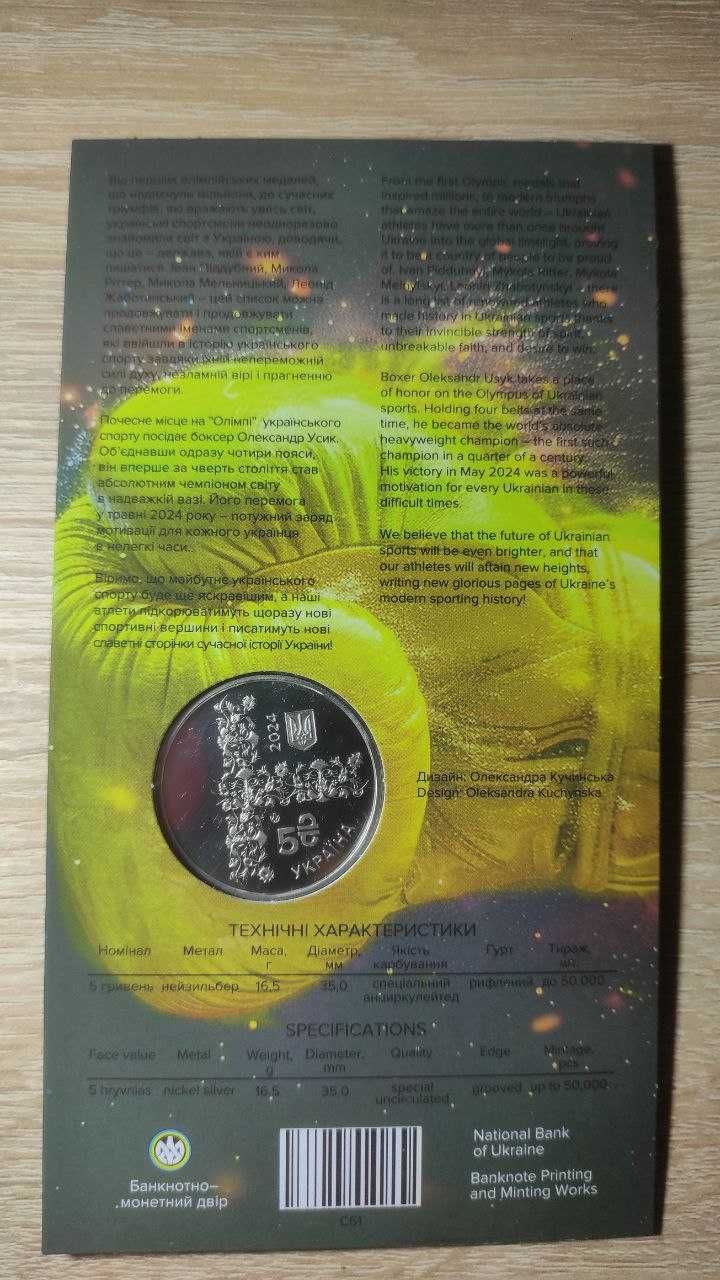 Від перших олімпійських медалей,
що надихнули мільйони, до сучасних
тріумфів, які вражають увесь світ,
українські спортсмени неодноразово
знайомили світ з Україною, доводячи,
що це – держава, якій є ким
пишатися. Іван Піддубний, Микола
Ріттер, Микола Мельницький, Леонід
Жаботинський – цей список можна
продовжувати і продовжувати
славетними іменами спортсменів,
які ввійшли в історію українського
спорту завдяки їхній непереможній
силі духу, незламній вірі і прагненню
до перемоги.
Почесне місце на "Олімпі" українського
спорту посідає боксер Олександр Усик.
Об'єднавши одразу чотири пояси,
він вперше за чверть століття став
абсолютним чемпіоном світу
в надважкій вазі. Його перемога
у травні 2024 року – потужний заряд
мотивації для кожного українця
в нелегкі часи.
Віримо, що майбутнє українського
спорту буде ще яскравішим, а наші
атлети підкорюватимуть щоразу нові
спортивні вершини і писатимуть нові
славетні сторінки сучасної історії України!
From the first Olympic medals that
inspired millions, to modern triumphs
that amaze the entire world – Ukrainian
athletes have more than once brought
Ukraine into the global limelight, proving
it to be a country of people to be proud
of. Ivan Piddubnyi, Mykola Ritter, Mykola
Melnytskyi, Leonid Zhabotynskyi – there
is a long list of renowned athletes who
made history in Ukrainian sports thanks
to their invincible strength of spirit,
unbreakable faith, and desire to win.
Boxer Oleksandr Usyk takes a place
of honor on the Olympus of Ukrainian
sports. Holding four belts at the same
time, he became the world's absolute
heavyweight champion – the first such
champion in a quarter of a century.
His victory in May 2024 was a powerful
motivation for every Ukrainian in these
difficult times.
We believe that the future of Ukrainian
sports will be even brighter, and that
our athletes will attain new heights,
writing new glorious pages of Ukraine's
modern sporting history!
2024
5₴
УКРАЇНА
Дизайн: Олександра Кучинська
Design: Oleksandra Kuchynska
ТЕХНІЧНІ ХАРАКТЕРИСТИКИ
Номінал Метал Маса, г Діаметр, мм Якість карбування Гурт Тираж, шт.
5 гривень нейзильбер 16,5 35,0 спеціальний анциркулейтед рифлений до 50,000
SPECIFICATIONS
Face value Metal Weight, g Diameter, mm Quality Edge Mintage, pcs
5 hryvnias nickel silver 16.5 35.0 special uncirculated grooved up to 50,000
Банкнотно–
монетний двір
C61
National Bank
of Ukraine
Banknote Printing
and Minting Works